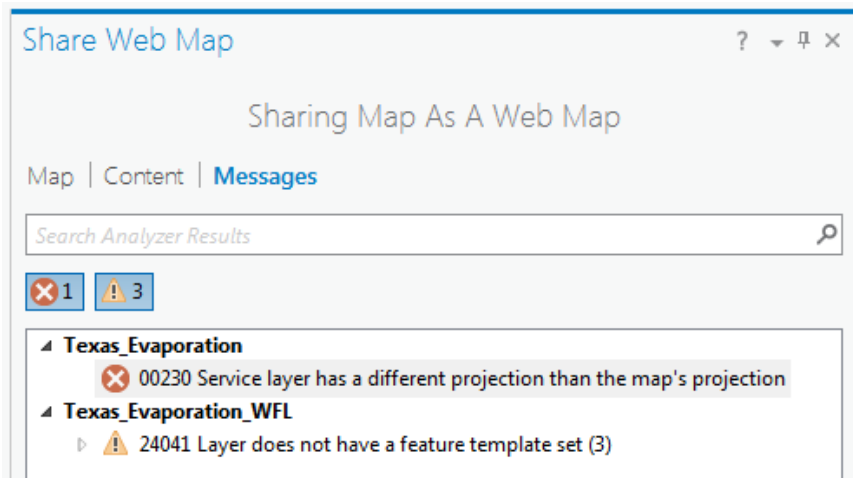 Share Web Map ?
Sharing Map As A Web Map
Map | Content | Messages
Search Analyzer Results
1 3
Texas_Evaporation
00230 Service layer has a different projection than the map's projection
Texas_Evaporation_WFL
24041 Layer does not have a feature template set (3)